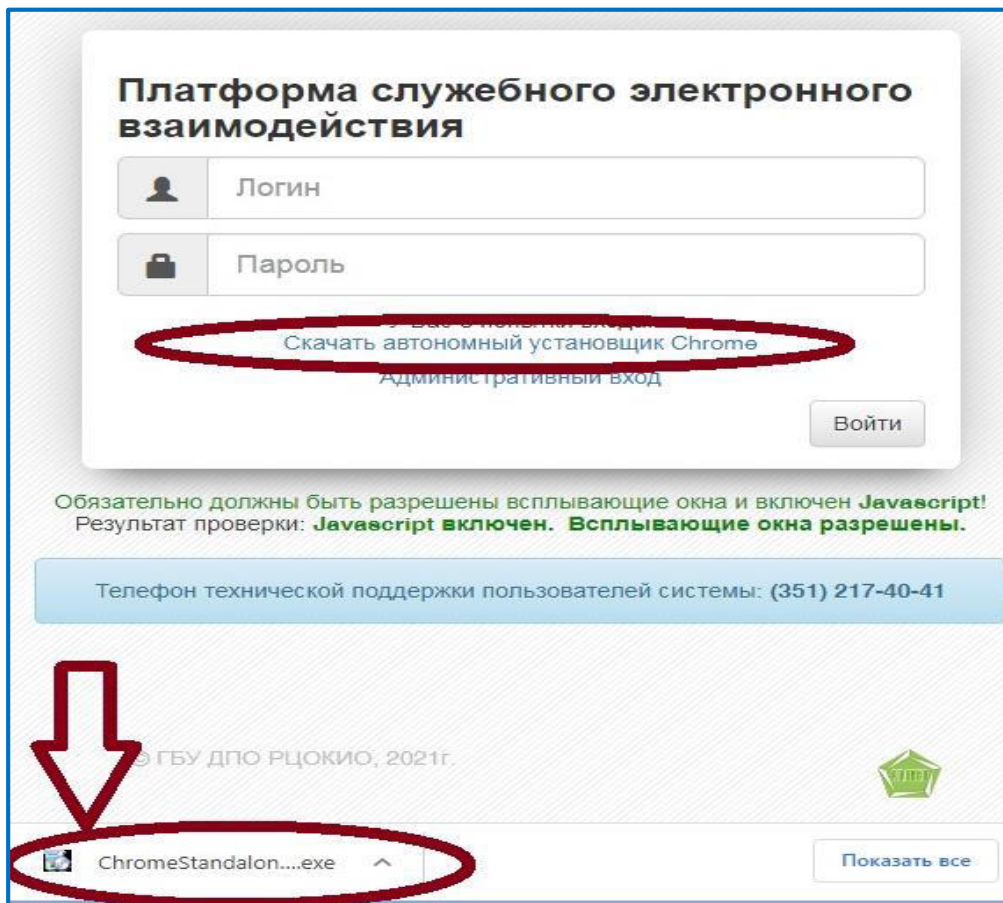 Платформа служебного электронного
взаимодействия
Логин
Пароль
Скачать автономный установщик Chrome
Административный вход
Войти
Обязательно должны быть разрешены всплывающие окна и включен Javascript!
Результат проверки: Javascript включен. Всплывающие окна разрешены.
Телефон технической поддержки пользователей системы: (351) 217-40-41
© ГБУ ДПО РЦОКИО, 2021г.
ChromeStandalon....exe
Показать все